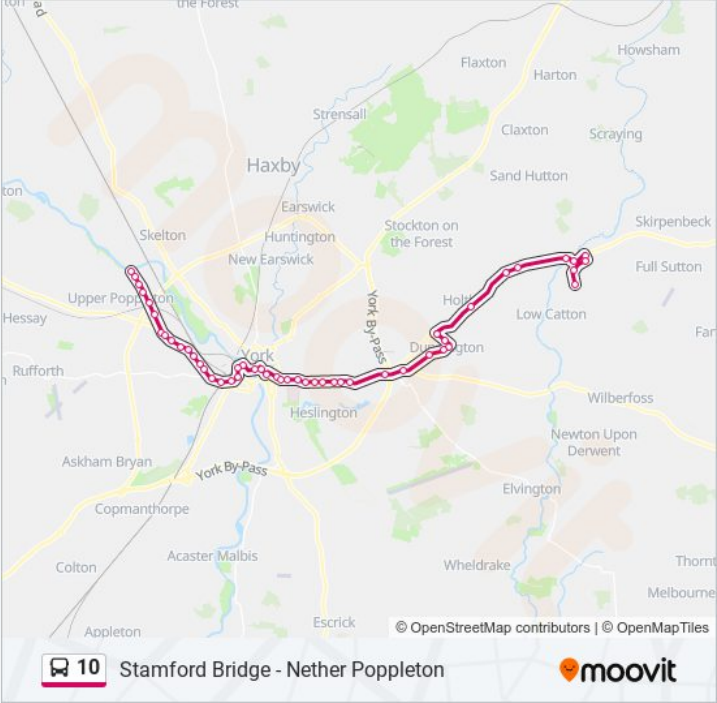 the Forest
Howsham
Flaxton
Harton
Strensall
Claxton
Scraying
Haxby
Sand Hutton
Earswick
Skirpenbeck
Stockton on
the Forest
Skelton
Huntington
New Earswick
Full Sutton
Upper Poppleton
Hessay
Low Catton
York By-Pass
York
Rufforth
Wilberfoss
Heslington
Newton Upon
Derwent
Askham Bryan
York By-Pass
Elvington
Copmanthorpe
Acaster Malbis
Colton
Wheldrake
Thornt
Melbourne
Escrick
Appleton
© OpenStreetMap contributors | © OpenMapTiles
10 Stamford Bridge - Nether Poppleton
moovit